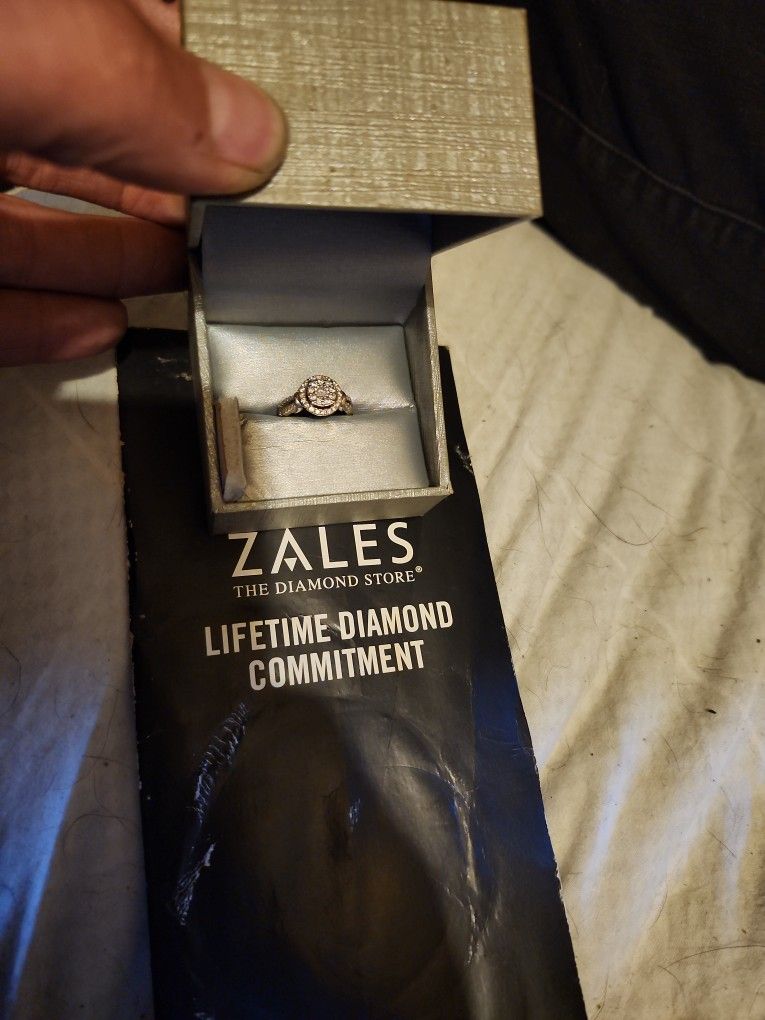 ZALES
THE DIAMOND STORE®
LIFETIME DIAMOND
COMMITMENT